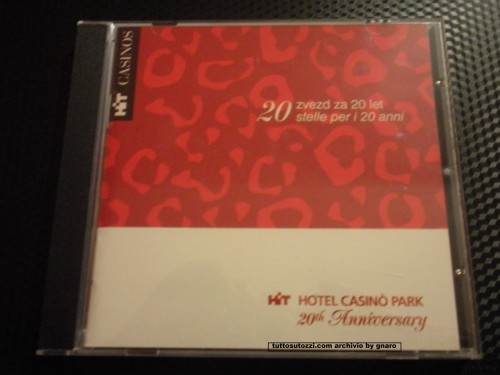 HIT CASINOS
20 zvezd za 20 let
stelle per i 20 anni
HIT HOTEL CASINÒ PARK
20th Anniversary
tuttosutozzi.com archivio by gnaro